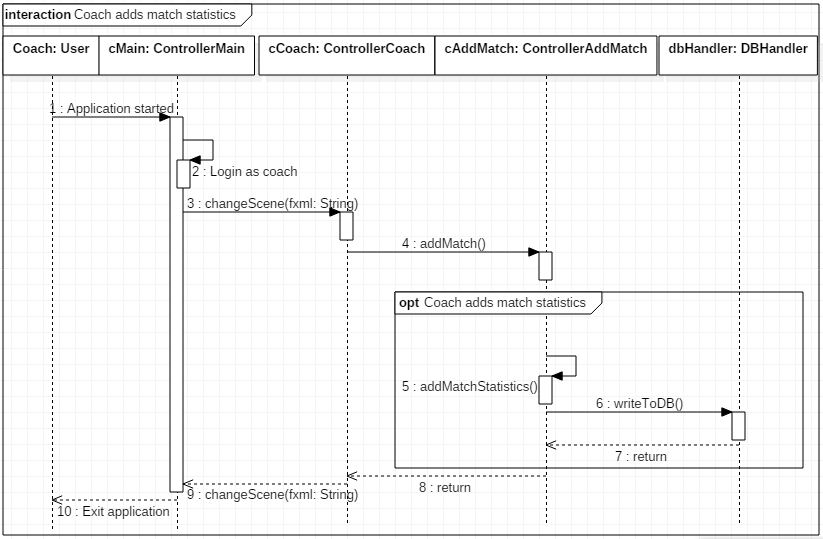 interaction Coach adds match statistics
Coach: User
cMain: ControllerMain
cCoach: ControllerCoach
cAddMatch: ControllerAddMatch
dbHandler: DBHandler
1 : Application started
2 : Login as coach
3 : changeScene(fxml: String)
4 : addMatch()
opt Coach adds match statistics
5 : addMatchStatistics()
6 : writeToDB()
7 : return
8 : return
9 : changeScene(fxml: String)
10 : Exit application